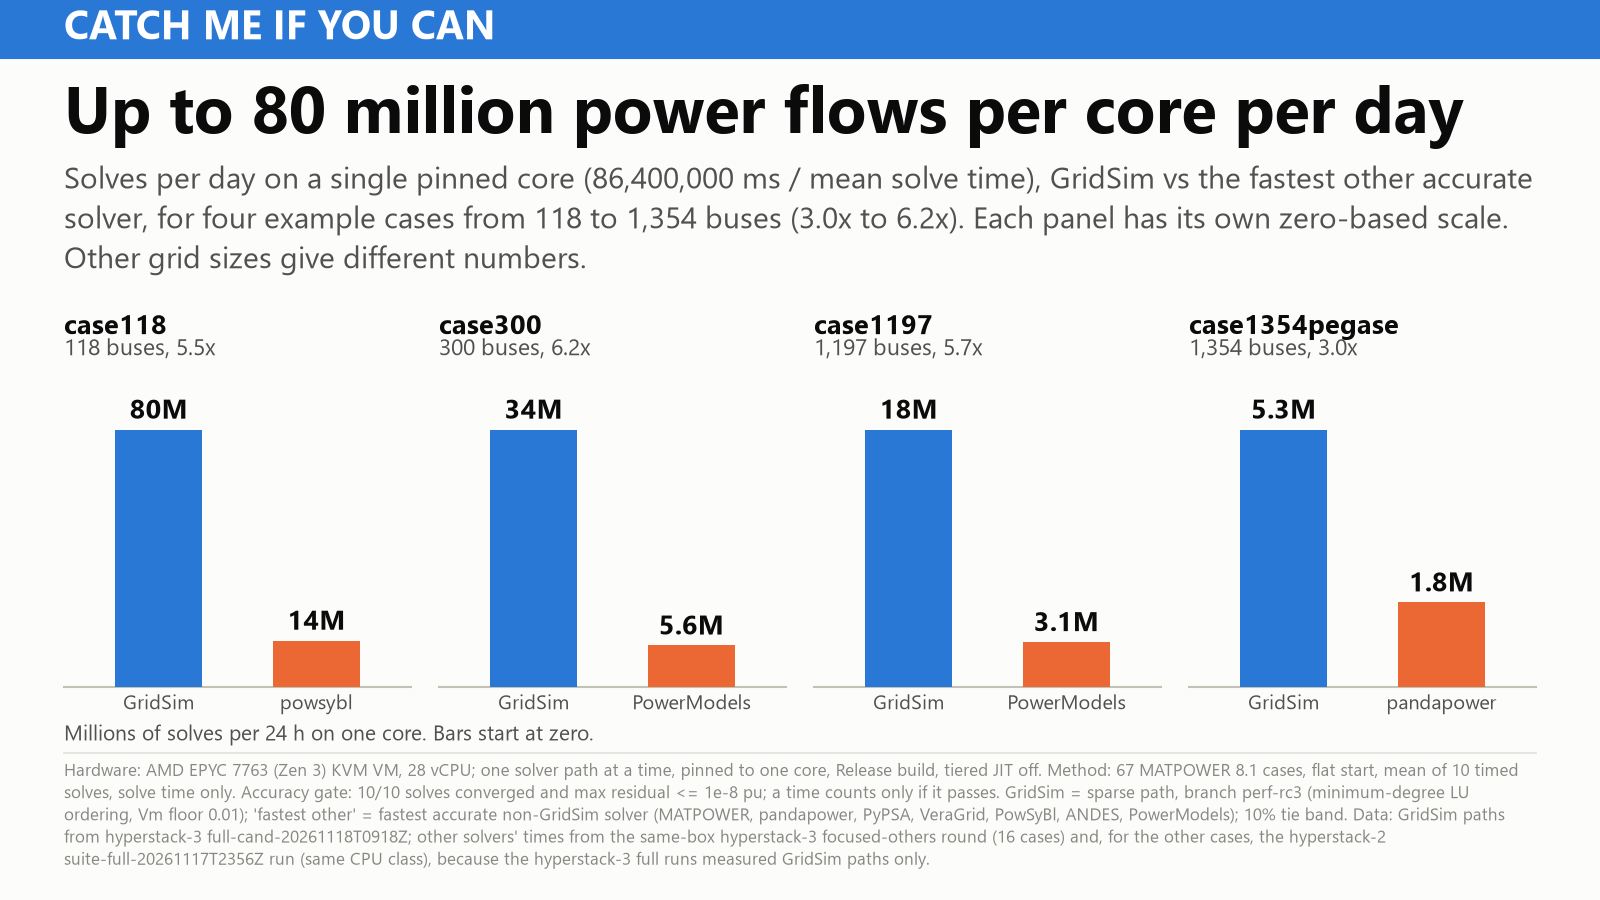 CATCH ME IF YOU CAN
Up to 80 million power flows per core per day
Solves per day on a single pinned core (86,400,000 ms / mean solve time), GridSim vs the fastest other accurate
solver, for four example cases from 118 to 1,354 buses (3.0x to 6.2x). Each panel has its own zero-based scale.
Other grid sizes give different numbers.
case118
118 buses, 5.5x
80M
14M
GridSim
powsybl
case300
300 buses, 6.2x
34M
5.6M
GridSim
PowerModels
case1197
1,197 buses, 5.7x
18M
3.1M
GridSim
PowerModels
case1354pegase
1,354 buses, 3.0x
5.3M
1.8M
GridSim
pandapower
Millions of solves per 24 h on one core. Bars start at zero.
Hardware: AMD EPYC 7763 (Zen 3) KVM VM, 28 vCPU; one solver path at a time, pinned to one core, Release build, tiered JIT off. Method: 67 MATPOWER 8.1 cases, flat start, mean of 10 timed
solves, solve time only. Accuracy gate: 10/10 solves converged and max residual <= 1e-8 pu; a time counts only if it passes. GridSim = sparse path, branch perf-rc3 (minimum-degree LU
ordering, Vm floor 0.01); 'fastest other' = fastest accurate non-GridSim solver (MATPOWER, pandapower, PyPSA, VeraGrid, PowSyBl, ANDES, PowerModels); 10% tie band. Data: GridSim paths
from hyperstack-3 full-cand-20261118T0918Z; other solvers' times from the same-box hyperstack-3 focused-others round (16 cases) and, for the other cases, the hyperstack-2
suite-full-20261117T2356Z run (same CPU class), because the hyperstack-3 full runs measured GridSim paths only.